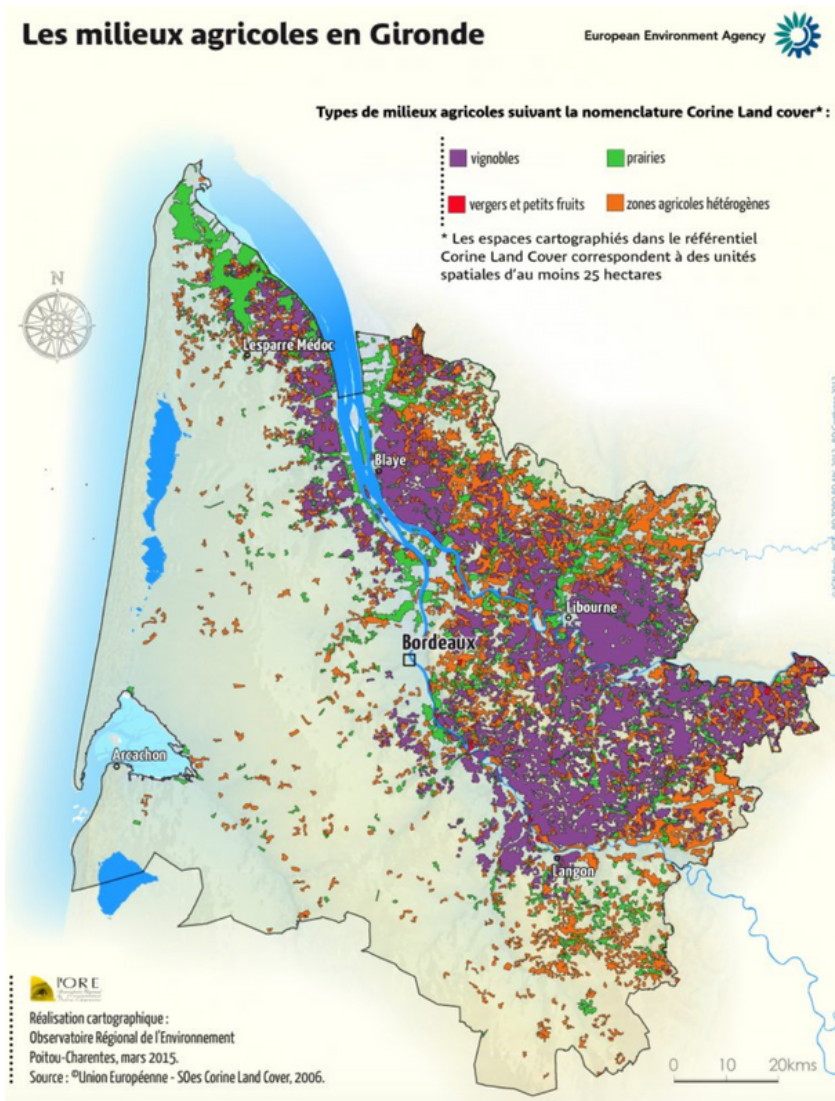 Les milieux agricoles en Gironde
European Environment Agency
Types de milieux agricoles suivant la nomenclature Corine Land cover* :
vignobles
prairies
vergers et petits fruits
zones agricoles hétérogènes
* Les espaces cartographiés dans le référentiel
Corine Land Cover correspondent à des unités
spatiales d'au moins 25 hectares
N
Lesparre Médoc
Blaye
Libourne
Bordeaux
Arcachon
Langon
l'ORE
Réalisation cartographique :
Observatoire Régional de l'Environnement
Poitou-Charentes, mars 2015.
Source : ©Union Européenne - SOes Corine Land Cover, 2006.
0 10 20kms